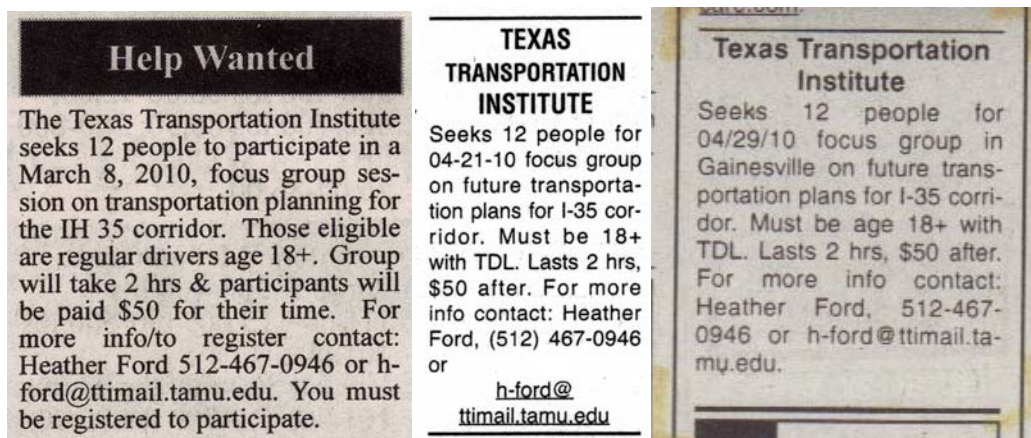 Help Wanted
The Texas Transportation Institute
seeks 12 people to participate in a
March 8, 2010, focus group ses-
sion on transportation planning for
the IH 35 corridor. Those eligible
are regular drivers age 18+. Group
will take 2 hrs & participants will
be paid $50 for their time. For
more info/to register contact:
Heather Ford 512-467-0946 or h-
ford@ttimail.tamu.edu. You must
be registered to participate.
TEXAS
TRANSPORTATION
INSTITUTE
Seeks 12 people for
04-21-10 focus group
on future transporta-
tion plans for I-35 cor-
ridor. Must be 18+
with TDL. Lasts 2 hrs,
$50 after. For more
info contact: Heather
Ford, (512) 467-0946
or
h-ford@
ttimail.tamu.edu
Texas Transportation
Institute
Seeks 12 people for
04/29/10 focus group in
Gainesville on future trans-
portation plans for I-35 corri-
dor. Must be age 18+ with
TDL. Lasts 2 hrs, $50 after.
For more info contact:
Heather Ford, 512-467-
0946 or h-ford@ttimail.ta-
mu.edu.